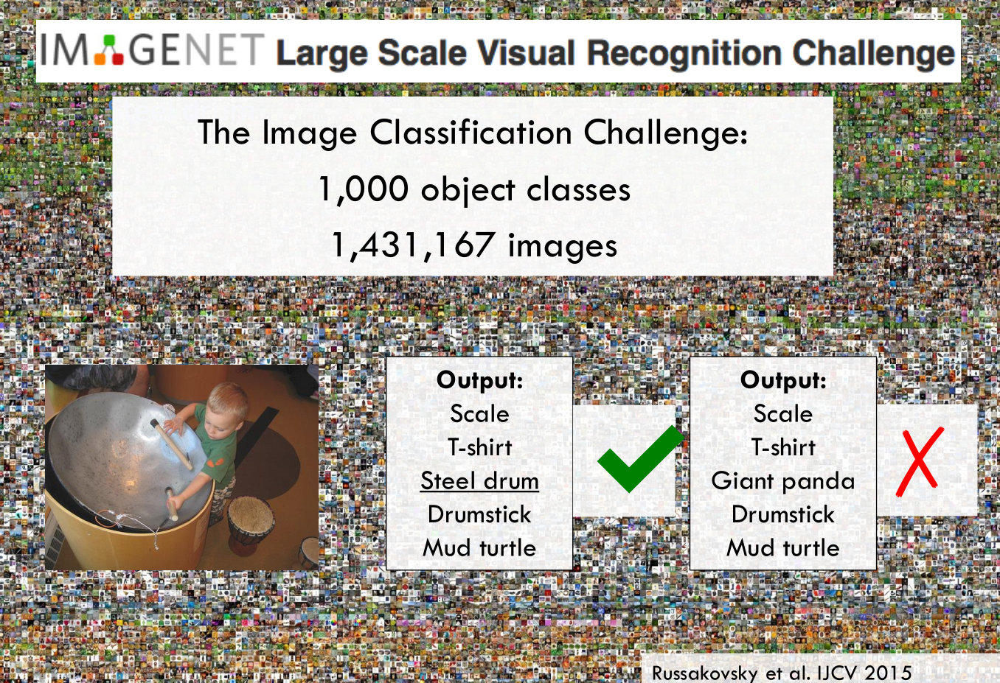 IMAGENET Large Scale Visual Recognition Challenge
The Image Classification Challenge:
1,000 object classes
1,431,167 images
Output:
Scale
T-shirt
Steel drum
Drumstick
Mud turtle
Output:
Scale
T-shirt
Giant panda
Drumstick
Mud turtle
Russakovsky et al. IJCV 2015